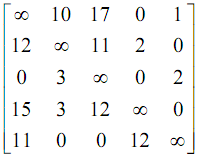 ∞ 10 17 0 1
12 ∞ 11 2 0
0 3 ∞ 0 2
15 3 12 ∞ 0
11 0 0 12 ∞